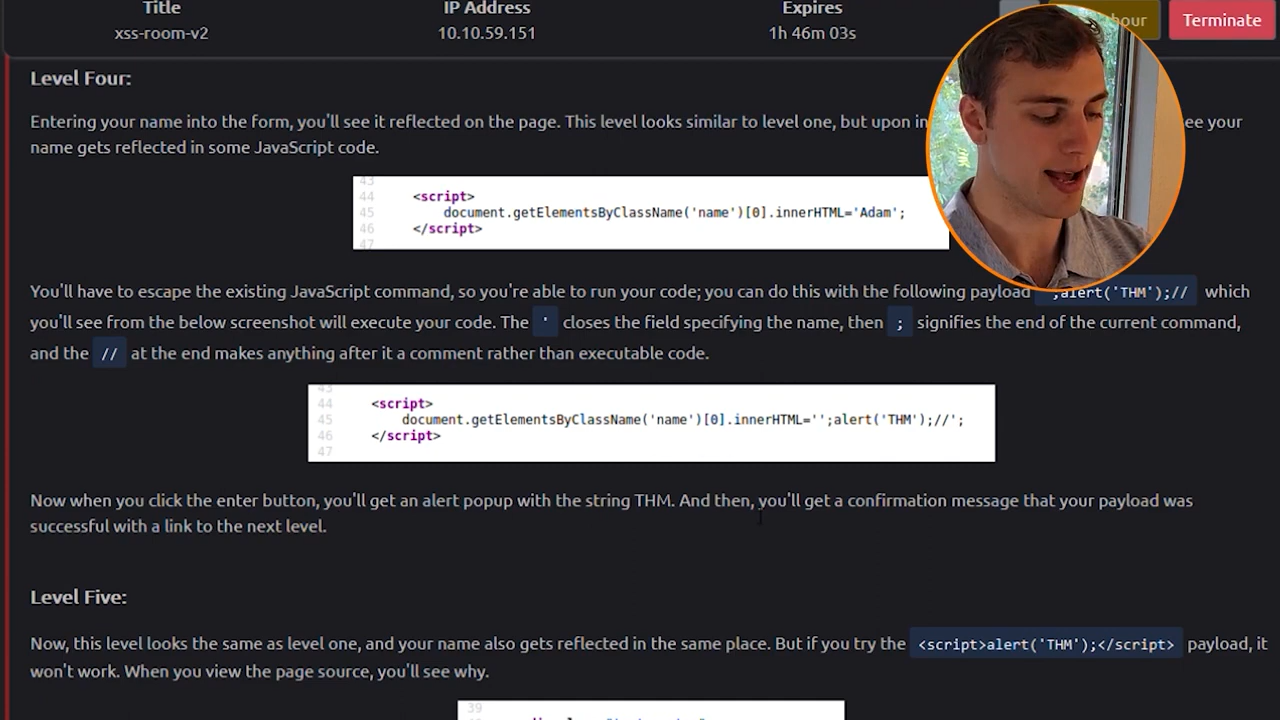 Title IP Address Expires
xss-room-v2 10.10.59.151 1h 46m 03s
hour Terminate
Level Four:
Entering your name into the form, you'll see it reflected on the page. This level looks similar to level one, but upon in see your
name gets reflected in some JavaScript code.
43
44 <script>
45 document.getElementsByClassName('name')[0].innerHTML='Adam';
46 </script>
47
You'll have to escape the existing JavaScript command, so you're able to run your code; you can do this with the following payload ';alert('THM');// which
you'll see from the below screenshot will execute your code. The ' closes the field specifying the name, then ; signifies the end of the current command,
and the // at the end makes anything after it a comment rather than executable code.
43
44 <script>
45 document.getElementsByClassName('name')[0].innerHTML='';alert('THM');//';
46 </script>
47
Now when you click the enter button, you'll get an alert popup with the string THM. And then, you'll get a confirmation message that your payload was
successful with a link to the next level.
Level Five:
Now, this level looks the same as level one, and your name also gets reflected in the same place. But if you try the <script>alert('THM');</script> payload, it
won't work. When you view the page source, you'll see why.
39